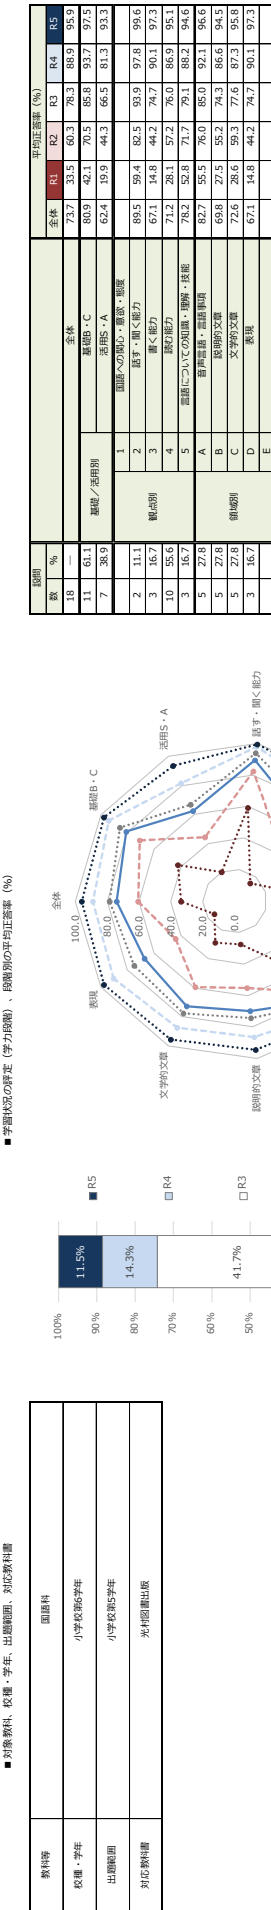 ■ 対象教科、校種・学年、出題範囲、対応教科書
教科等 国語科
校種・学年 小学校第6学年
出題範囲 小学校第5学年
対応教科書 光村図書出版
■ 学習状況の評定（学力段階）、段階別の平均正答率（%）
100%
90%
80%
70%
60%
50%
11.5%
14.3%
41.7%
R5
R4
R3
全体
基礎B・C
活用S・A
話す・聞く能力
説明的文章
文学的文章
表現
100.0
80.0
60.0
40.0
20.0
0.0
設問 平均正答率（%）
数 % 全体 R1 R2 R3 R4 R5
18 ― 全体 73.7 33.5 60.3 78.3 88.9 95.9
基礎／活用別
11 61.1 基礎B・C 80.9 42.1 70.5 85.8 93.7 97.5
7 38.9 活用S・A 62.4 19.9 44.3 66.5 81.3 93.3
観点別
1 国語への関心・意欲・態度
2 11.1 2 話す・聞く能力 89.5 59.4 82.5 93.9 97.8 99.6
3 16.7 3 書く能力 67.1 14.8 44.2 74.7 90.1 97.3
10 55.6 4 読む能力 71.2 28.1 57.2 76.0 86.9 95.1
3 16.7 5 言語についての知識・理解・技能 78.2 52.8 71.7 79.1 88.2 94.6
領域別
5 27.8 A 音声言語・言語事項 82.7 55.5 76.0 85.0 92.1 96.6
5 27.8 B 説明的文章 69.8 27.5 55.2 74.3 86.6 94.5
5 27.8 C 文学的文章 72.6 28.6 59.3 77.6 87.3 95.8
3 16.7 D 表現 67.1 14.8 44.2 74.7 90.1 97.3
E